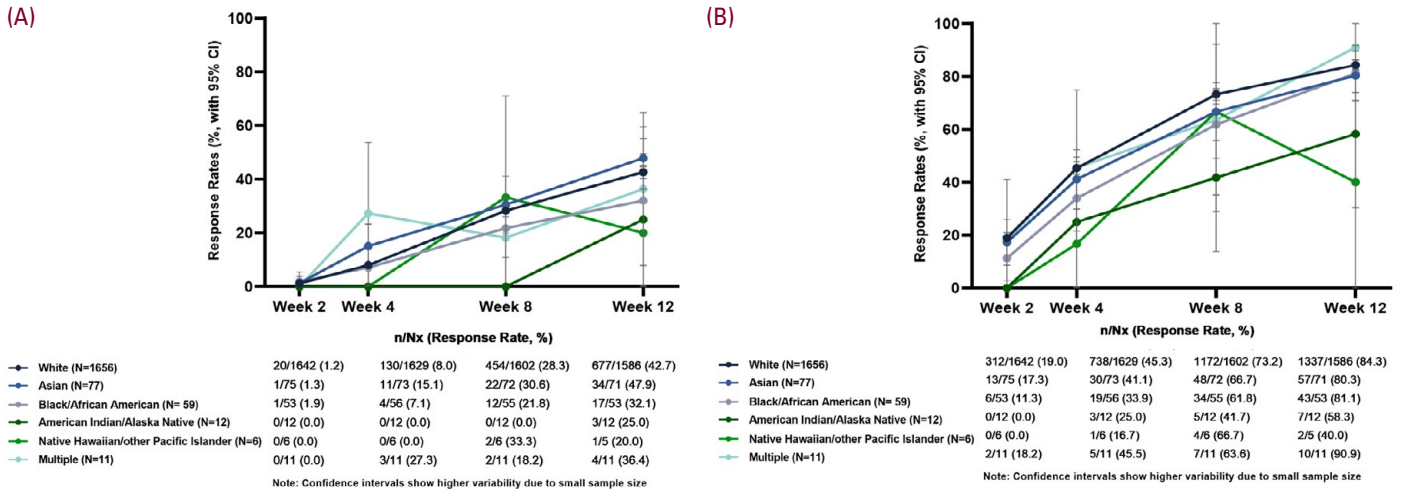 (A)
Response Rates (%, with 95% CI)
100
80
60
40
20
0
Week 2 Week 4 Week 8 Week 12
n/Nx (Response Rate, %)
White (N=1656) 20/1642 (1.2) 130/1629 (8.0) 454/1602 (28.3) 677/1586 (42.7)
Asian (N=77) 1/75 (1.3) 11/73 (15.1) 22/72 (30.6) 34/71 (47.9)
Black/African American (N= 59) 1/53 (1.9) 4/56 (7.1) 12/55 (21.8) 17/53 (32.1)
American Indian/Alaska Native (N=12) 0/12 (0.0) 0/12 (0.0) 0/12 (0.0) 3/12 (25.0)
Native Hawaiian/other Pacific Islander (N=6) 0/6 (0.0) 0/6 (0.0) 2/6 (33.3) 1/5 (20.0)
Multiple (N=11) 0/11 (0.0) 3/11 (27.3) 2/11 (18.2) 4/11 (36.4)
Note: Confidence intervals show higher variability due to small sample size
(B)
Response Rates (%, with 95% CI)
100
80
60
40
20
0
Week 2 Week 4 Week 8 Week 12
n/Nx (Response Rate, %)
White (N=1656) 312/1642 (19.0) 738/1629 (45.3) 1172/1602 (73.2) 1337/1586 (84.3)
Asian (N=77) 13/75 (17.3) 30/73 (41.1) 48/72 (66.7) 57/71 (80.3)
Black/African American (N= 59) 6/53 (11.3) 19/56 (33.9) 34/55 (61.8) 43/53 (81.1)
American Indian/Alaska Native (N=12) 0/12 (0.0) 3/12 (25.0) 5/12 (41.7) 7/12 (58.3)
Native Hawaiian/other Pacific Islander (N=6) 0/6 (0.0) 1/6 (16.7) 4/6 (66.7) 2/5 (40.0)
Multiple (N=11) 2/11 (18.2) 5/11 (45.5) 7/11 (63.6) 10/11 (90.9)
Note: Confidence intervals show higher variability due to small sample size